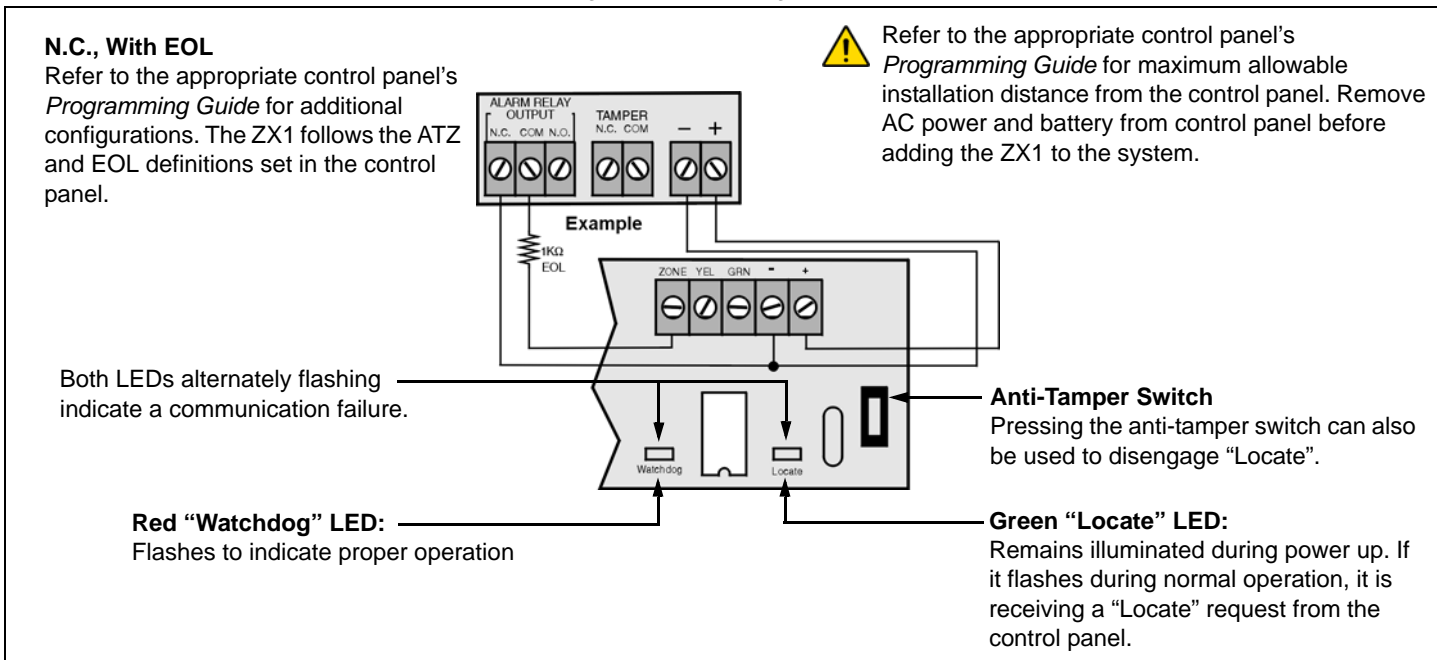 N.C., With EOL
Refer to the appropriate control panel's
Programming Guide for additional
configurations. The ZX1 follows the ATZ
and EOL definitions set in the control
panel.
Refer to the appropriate control panel's
Programming Guide for maximum allowable
installation distance from the control panel. Remove
AC power and battery from control panel before
adding the ZX1 to the system.
ALARM RELAY
OUTPUT
N.C. COM N.O.
TAMPER
N.C. COM
− +
Example
1KΩ
EOL
ZONE YEL GRN - +
Both LEDs alternately flashing
indicate a communication failure.
Anti-Tamper Switch
Pressing the anti-tamper switch can also
be used to disengage “Locate”.
Watchdog
Locate
Red “Watchdog” LED:
Flashes to indicate proper operation
Green “Locate” LED:
Remains illuminated during power up. If
it flashes during normal operation, it is
receiving a “Locate” request from the
control panel.